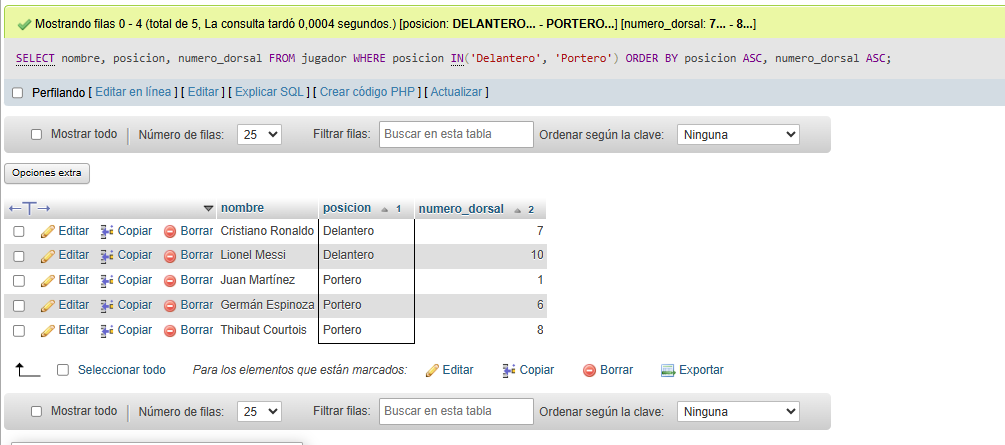 Mostrando filas 0 - 4 (total de 5, La consulta tardó 0,0004 segundos.) [posicion: DELANTERO... - PORTERO...] [numero_dorsal: 7... - 8...]
SELECT nombre, posicion, numero_dorsal FROM jugador WHERE posicion IN('Delantero', 'Portero') ORDER BY posicion ASC, numero_dorsal ASC;
Perfilando [ Editar en línea ] [ Editar ] [ Explicar SQL ] [ Crear código PHP ] [ Actualizar ]
Mostrar todo Número de filas: 25 Filtrar filas: Buscar en esta tabla Ordenar según la clave: Ninguna
Opciones extra
←T→ nombre posicion 1 numero_dorsal 2
Editar Copiar Borrar Cristiano Ronaldo Delantero 7
Editar Copiar Borrar Lionel Messi Delantero 10
Editar Copiar Borrar Juan Martínez Portero 1
Editar Copiar Borrar Germán Espinoza Portero 6
Editar Copiar Borrar Thibaut Courtois Portero 8
Seleccionar todo Para los elementos que están marcados: Editar Copiar Borrar Exportar
Mostrar todo Número de filas: 25 Filtrar filas: Buscar en esta tabla Ordenar según la clave: Ninguna